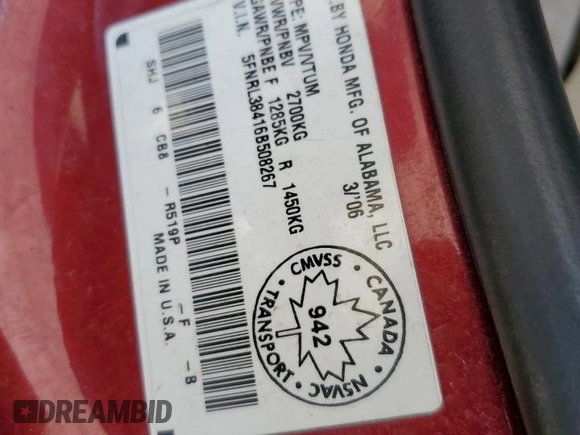 .BY HONDA MFG. OF ALABAMA, LLC
3/'06
PE: MPV/VTUM
VWR/PNBV 2700KG
GAWR/PNBE F 1285KG R 1450KG
V.I.N. 5FNRL38416B508267
SHJ 6 CB8 - R519P - F - B
MADE IN U.S.A.
CANADA • NSVAC • TRANSPORT • CMVSS •
942
DREAMBID